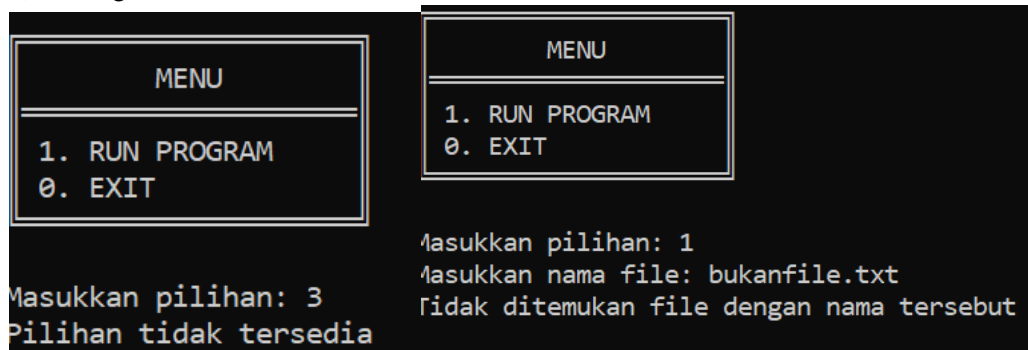 MENU
1. RUN PROGRAM
0. EXIT
Masukkan pilihan: 3
Pilihan tidak tersedia
MENU
1. RUN PROGRAM
0. EXIT
Masukkan pilihan: 1
Masukkan nama file: bukanfile.txt
Tidak ditemukan file dengan nama tersebut